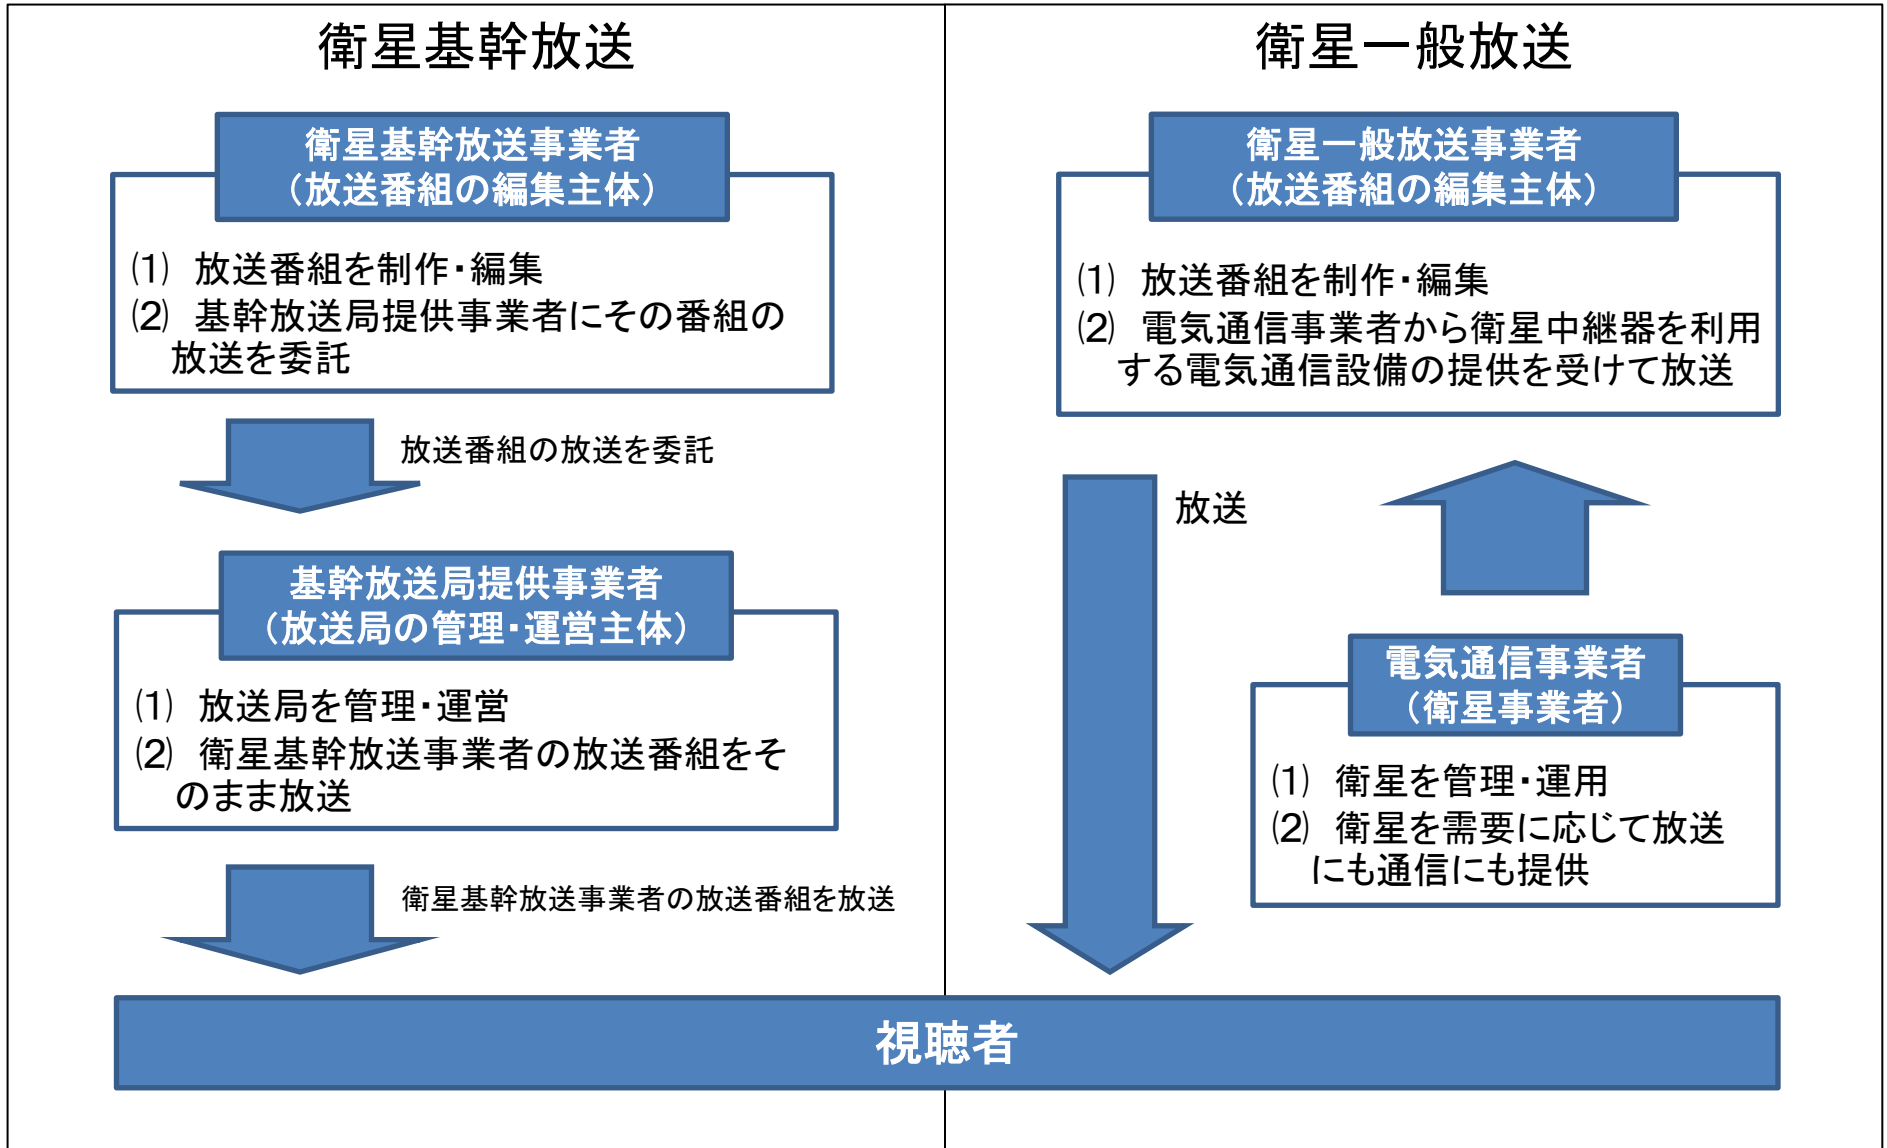 衛星基幹放送
衛星基幹放送事業者
（放送番組の編集主体）
⑴ 放送番組を制作・編集
⑵ 基幹放送局提供事業者にその番組の
放送を委託
放送番組の放送を委託
基幹放送局提供事業者
（放送局の管理・運営主体）
⑴ 放送局を管理・運営
⑵ 衛星基幹放送事業者の放送番組をそ
のまま放送
衛星基幹放送事業者の放送番組を放送
衛星一般放送
衛星一般放送事業者
（放送番組の編集主体）
⑴ 放送番組を制作・編集
⑵ 電気通信事業者から衛星中継器を利用
する電気通信設備の提供を受けて放送
放送
電気通信事業者
（衛星事業者）
⑴ 衛星を管理・運用
⑵ 衛星を需要に応じて放送
にも通信にも提供
視聴者